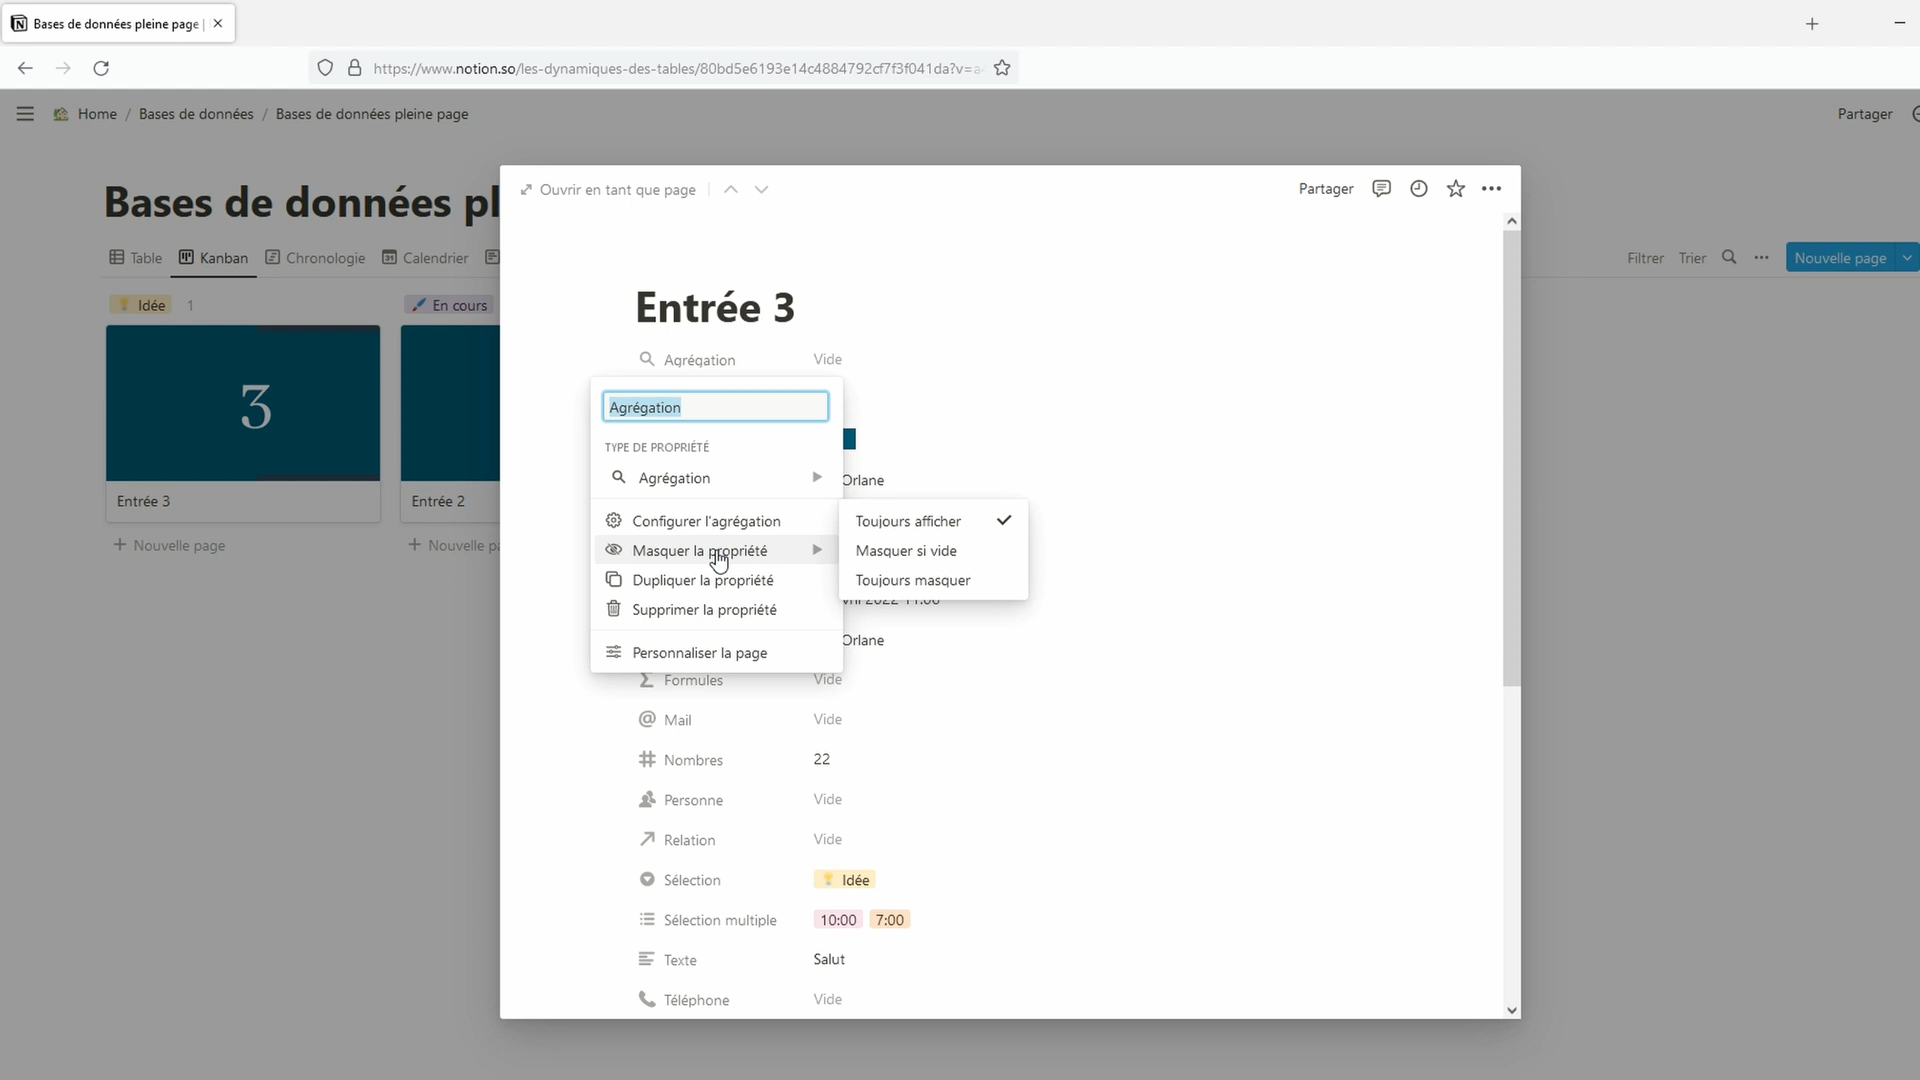 Bases de données pleine page
https://www.notion.so/les-dynamiques-des-tables/80bd5e6193e14c4884792cf7f3f041da?v=a
Home / Bases de données / Bases de données pleine page
Partager
Bases de données pl
Table Kanban Chronologie Calendrier
Filtrer Trier Nouvelle page
Idée 1
En cours
3
Entrée 3
Entrée 2
+ Nouvelle page
+ Nouvelle pa
Ouvrir en tant que page
Partager
Entrée 3
Agrégation Vide
Agrégation
TYPE DE PROPRIÉTÉ
Agrégation
Orlane
Configurer l'agrégation
Masquer la propriété
Dupliquer la propriété
Supprimer la propriété
Personnaliser la page
Toujours afficher
Masquer si vide
Toujours masquer
Orlane
Formules Vide
Mail Vide
Nombres 22
Personne Vide
Relation Vide
Sélection Idée
Sélection multiple 10:00 7:00
Texte Salut
Téléphone Vide